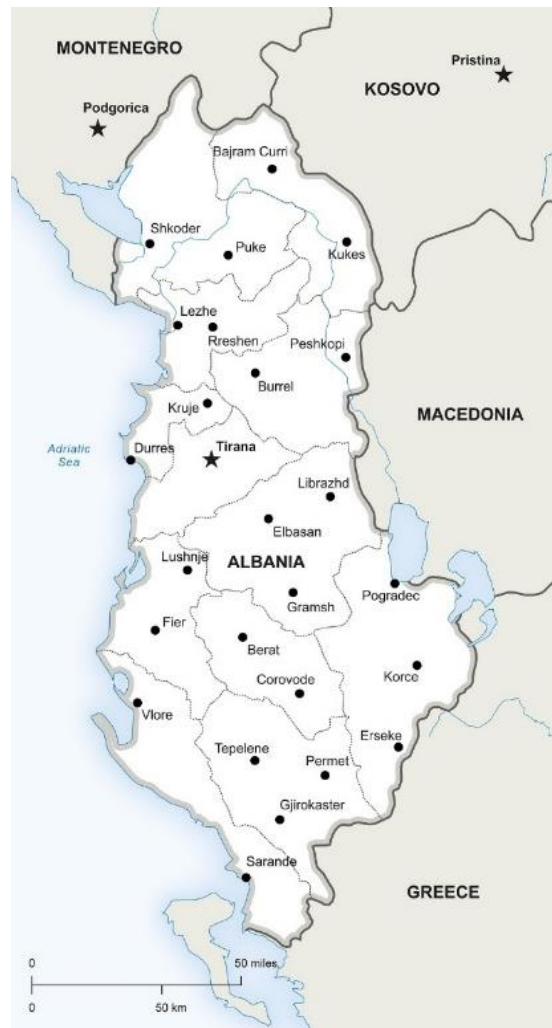 MONTENEGRO
Pristina
KOSOVO
Podgorica
Bajram Curri
Shkoder
Puke
Kukes
Lezhe
Rreshen
Peshkopi
Burrel
Kruje
MACEDONIA
Adriatic
Sea
Durres
Tirana
Librazhd
Elbasan
Lushnje
ALBANIA
Pogradec
Gramsh
Fier
Berat
Korce
Corovode
Vlore
Erseke
Tepelene
Permet
Gjirokaster
Sarande
GREECE
0
50 miles
0
50 km